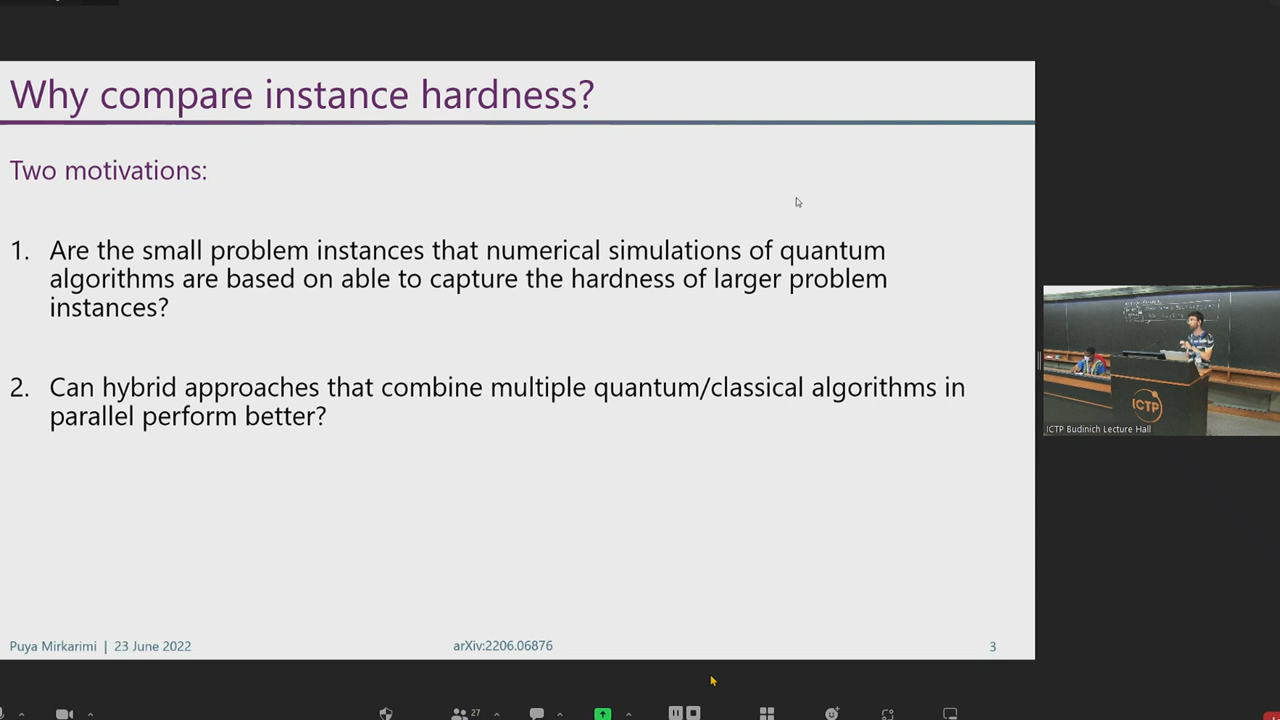 Why compare instance hardness?
Two motivations:
1. Are the small problem instances that numerical simulations of quantum
algorithms are based on able to capture the hardness of larger problem
instances?
2. Can hybrid approaches that combine multiple quantum/classical algorithms in
parallel perform better?
ICTP
ICTP Budinich Lecture Hall
Puya Mirkarimi | 23 June 2022
arXiv:2206.06876
3
27